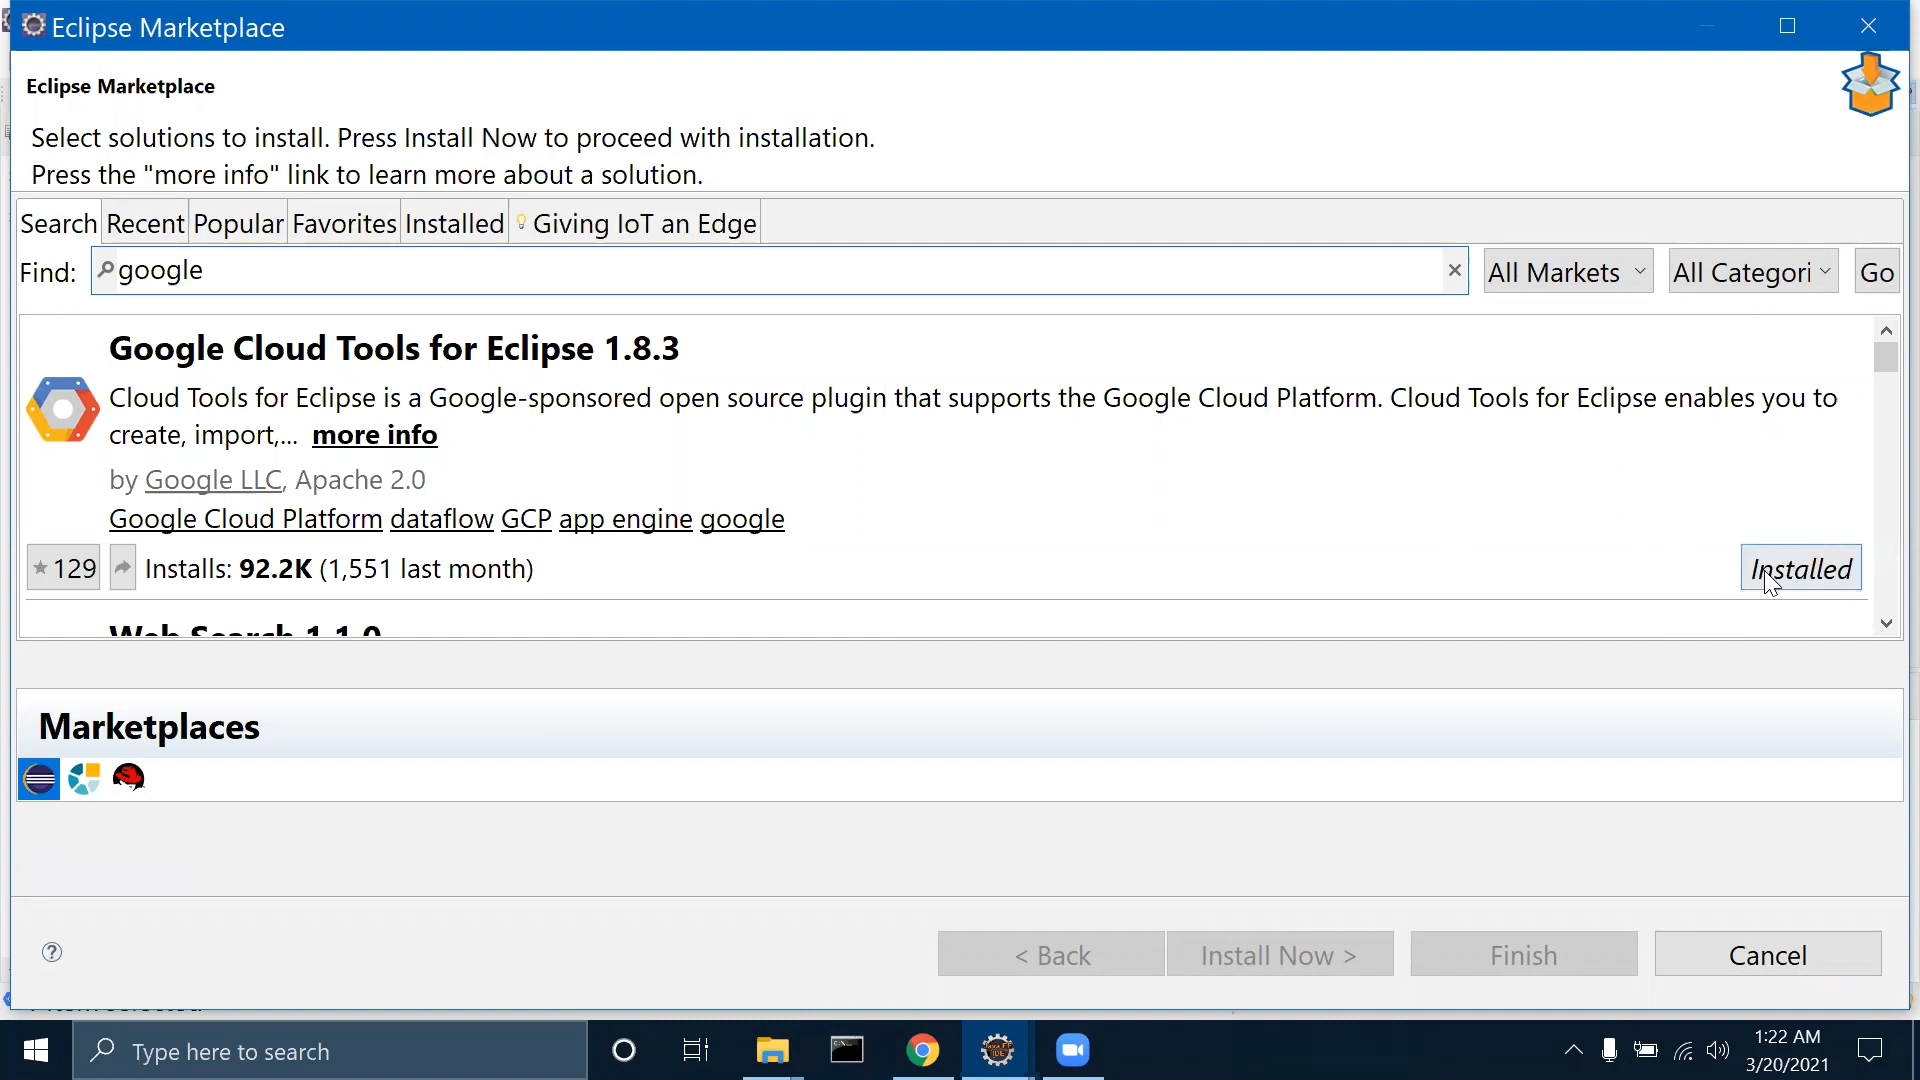 Eclipse Marketplace
Eclipse Marketplace
Select solutions to install. Press Install Now to proceed with installation.
Press the "more info" link to learn more about a solution.
Search Recent Popular Favorites Installed Giving IoT an Edge
Find: google All Markets All Categori Go
Google Cloud Tools for Eclipse 1.8.3
Cloud Tools for Eclipse is a Google-sponsored open source plugin that supports the Google Cloud Platform. Cloud Tools for Eclipse enables you to
create, import,... more info
by Google LLC, Apache 2.0
Google Cloud Platform dataflow GCP app engine google
129 Installs: 92.2K (1,551 last month) Installed
Web Search 1.1.0
Marketplaces
< Back Install Now > Finish Cancel
Type here to search
1:22 AM
3/20/2021